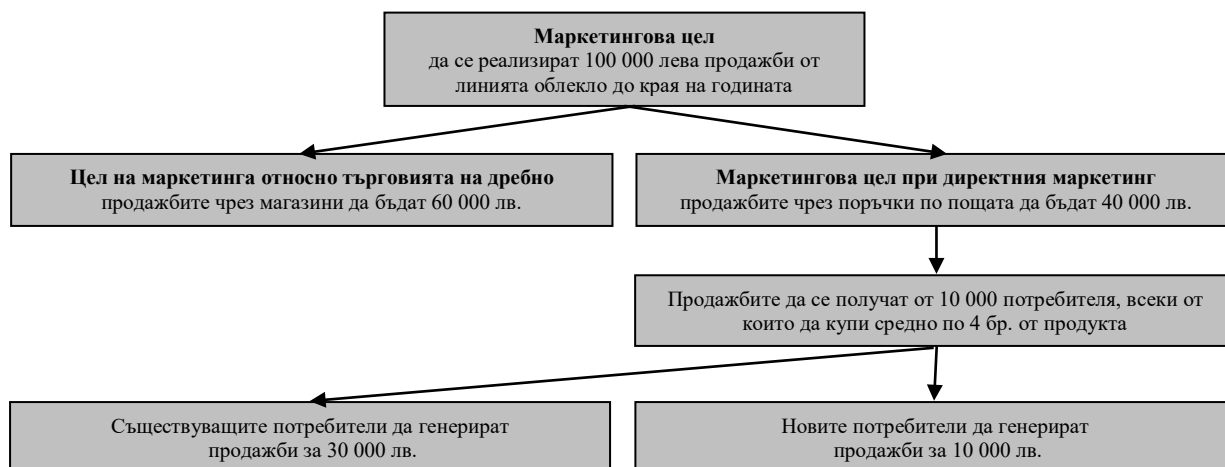 Маркетингова цел
да се реализират 100 000 лева продажби от
линията облекло до края на годината
Цел на маркетинга относно търговията на дребно
продажбите чрез магазини да бъдат 60 000 лв.
Маркетингова цел при директния маркетинг
продажбите чрез поръчки по пощата да бъдат 40 000 лв.
Продажбите да се получат от 10 000 потребителя, всеки от
които да купи средно по 4 бр. от продукта
Съществуващите потребители да генерират
продажби за 30 000 лв.
Новите потребители да генерират
продажби за 10 000 лв.